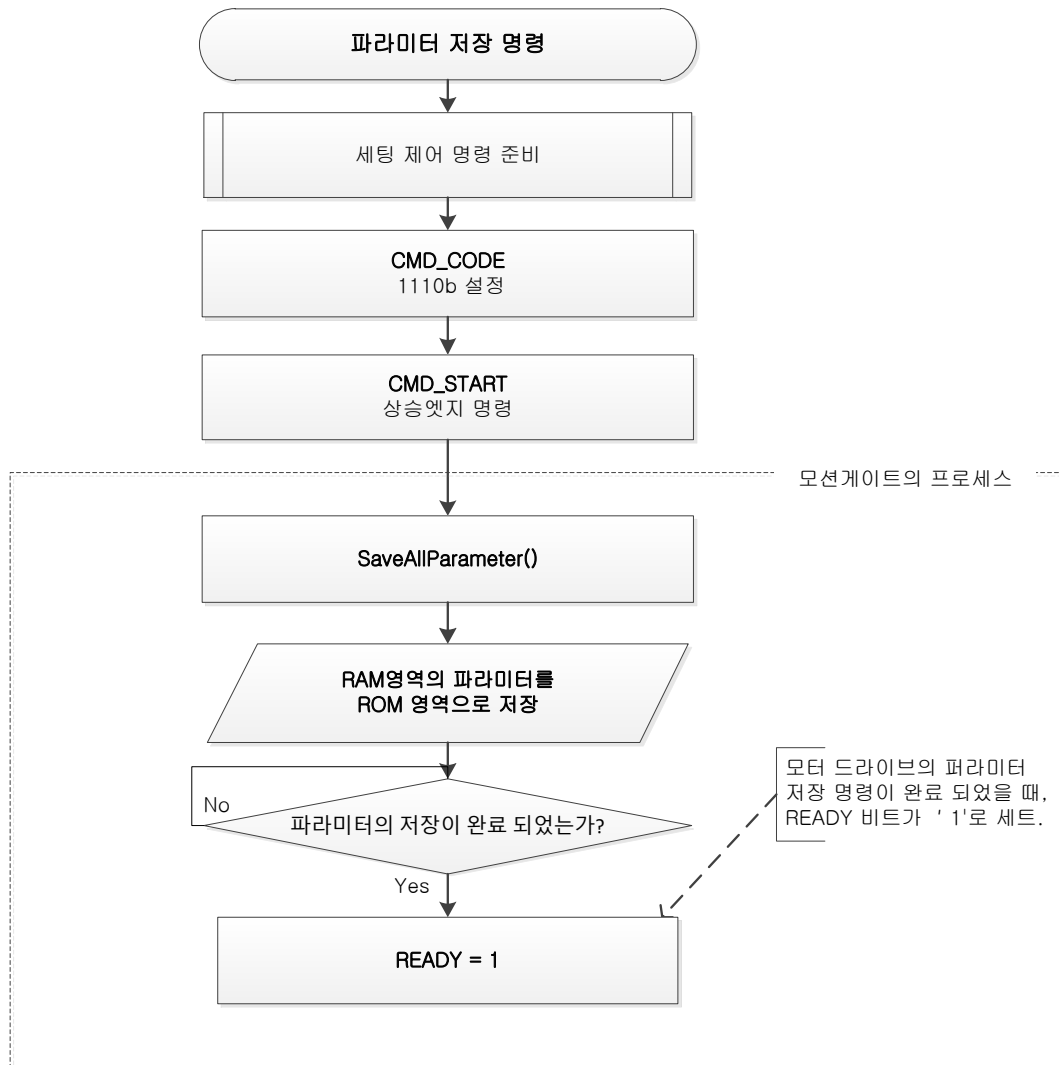 파라미터 저장 명령
세팅 제어 명령 준비
CMD_CODE
1110b 설정
CMD_START
상승엣지 명령
모션게이트의 프로세스
SaveAllParameter()
RAM영역의 파라미터를
ROM 영역으로 저장
No
파라미터의 저장이 완료 되었는가?
모터 드라이브의 퍼라미터
저장 명령이 완료 되었을 때,
READY 비트가 ' 1'로 세트.
Yes
READY = 1